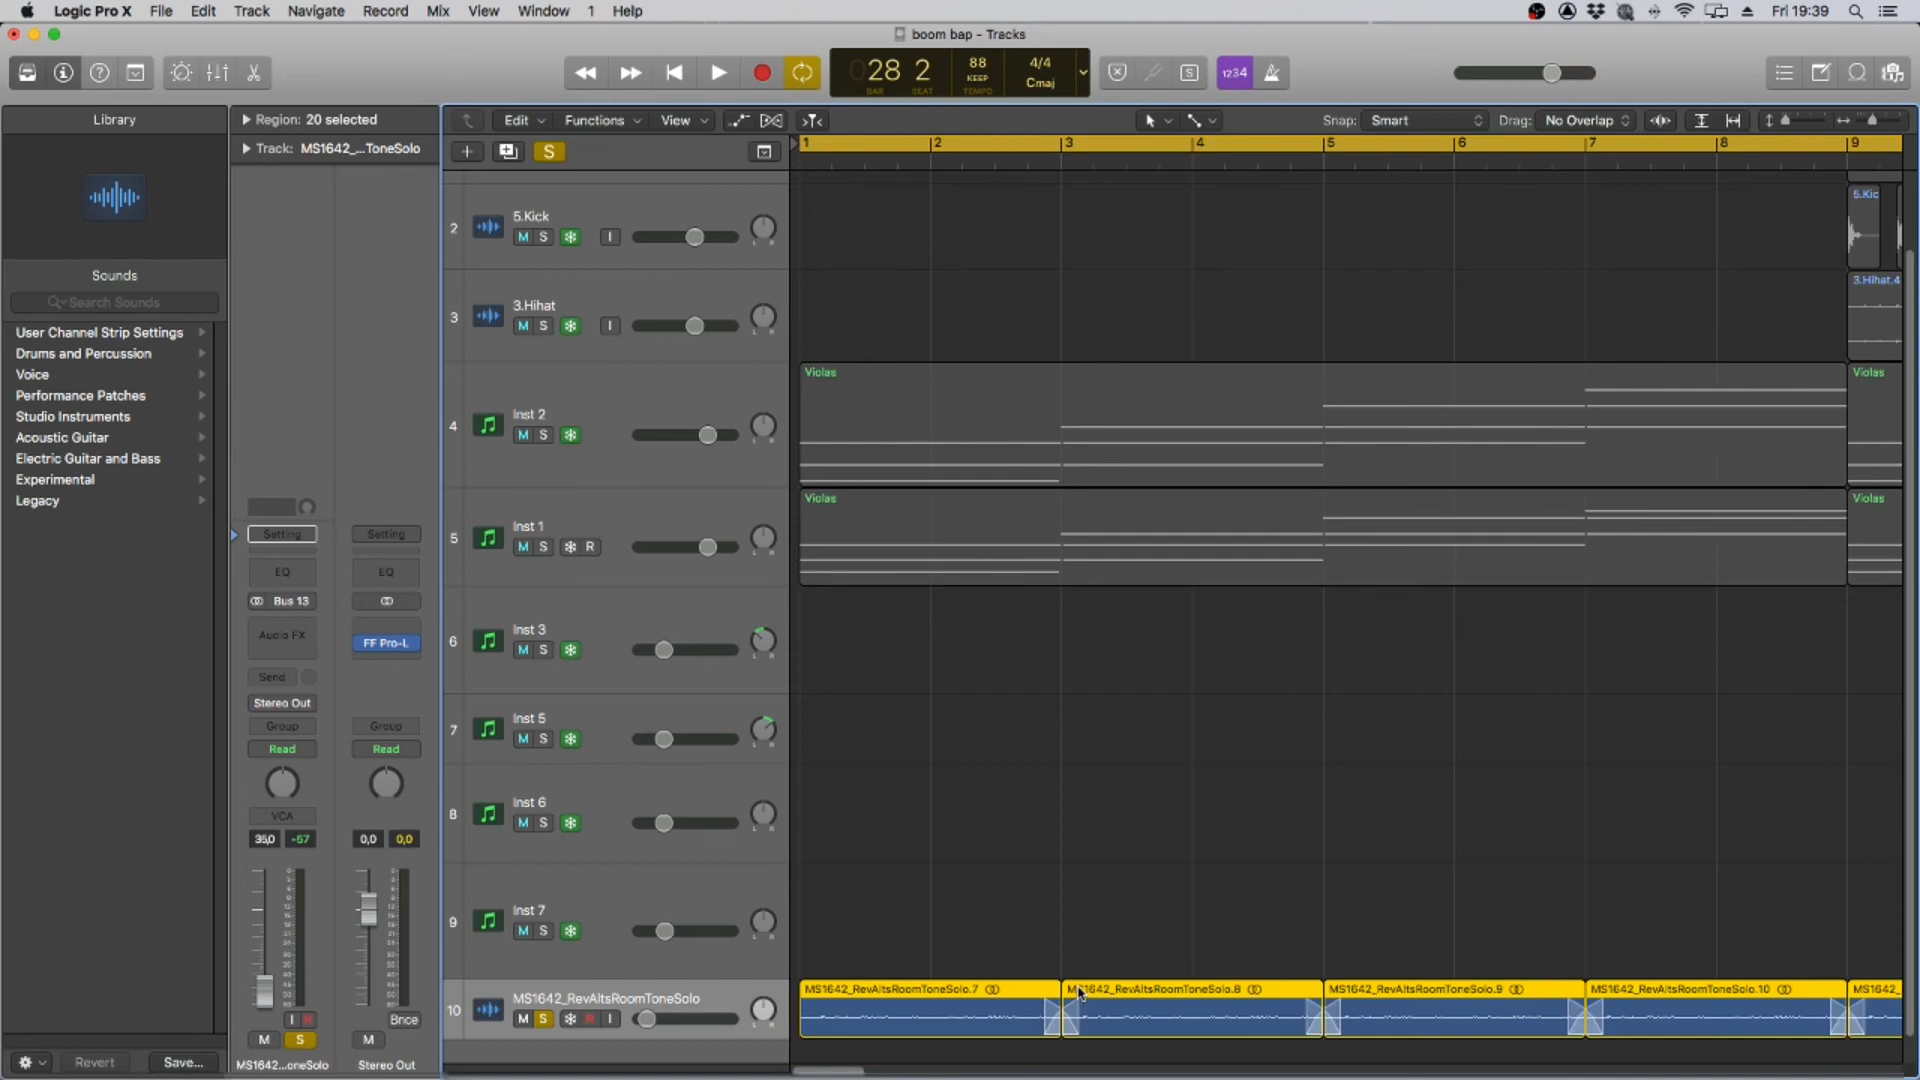 Logic Pro X File Edit Track Navigate Record Mix View Window 1 Help Fri 19:39
boom bap - Tracks
28 2 88 KEEP 4/4 Cmaj
BAR BEAT TEMPO
1234
Library
Region: 20 selected
Edit Functions View Snap: Smart Drag: No Overlap
Track: MS1642_...ToneSolo
S
1 2 3 4 5 6 7 8 9
Sounds
Search Sounds
User Channel Strip Settings
Drums and Percussion
Voice
Performance Patches
Studio Instruments
Acoustic Guitar
Electric Guitar and Bass
Experimental
Legacy
Setting Setting
EQ EQ
Bus 13
Audio FX FF Pro-L
Send
Stereo Out
Group Group
Read Read
VCA
35,0 -57 0,0 0,0
I R Bnce
M S M
MS1642...oneSolo Stereo Out
Revert Save...
2 5.Kick
M S I
5.Kic
3 3.Hihat
M S I
3.Hihat.4
4 Inst 2
M S
Violas Violas
5 Inst 1
M S R
Violas Violas
6 Inst 3
M S
7 Inst 5
M S
8 Inst 6
M S
9 Inst 7
M S
10 MS1642_RevAltsRoomToneSolo
M S R I
MS1642_RevAltsRoomToneSolo.7 MS1642_RevAltsRoomToneSolo.8 MS1642_RevAltsRoomToneSolo.9 MS1642_RevAltsRoomToneSolo.10 MS1642_